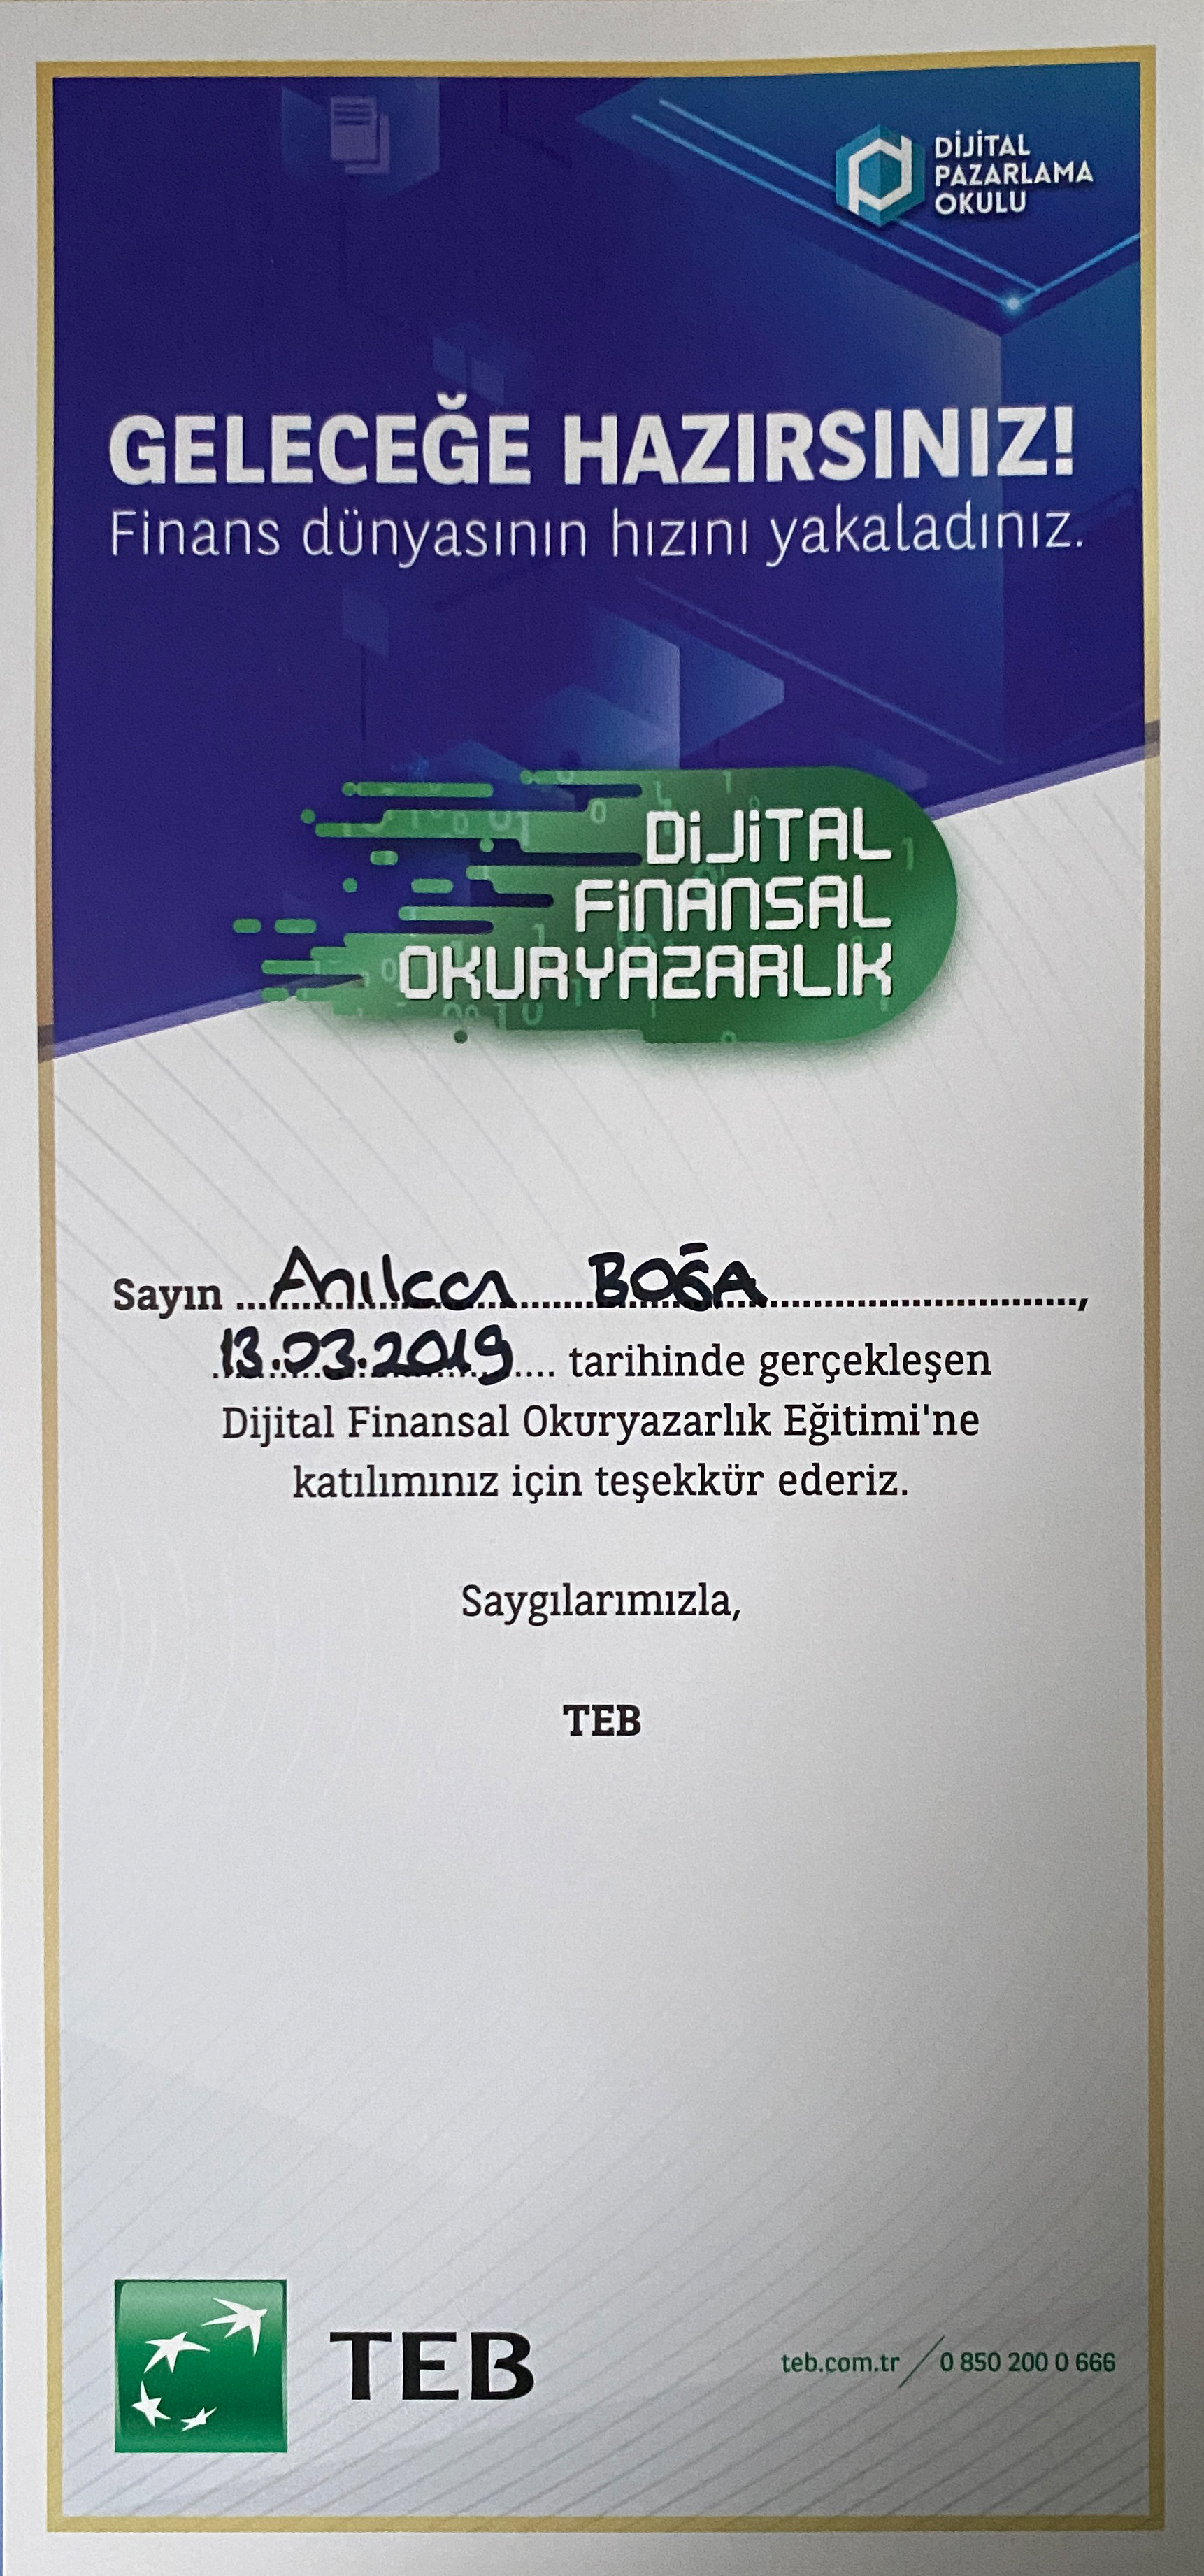 DİJİTAL
PAZARLAMA
OKULU
GELECEĞE HAZIRSINIZ!
Finans dünyasının hızını yakaladınız.
DİJİTAL
FİNANSAL
OKURYAZARLIK
Sayın Anılcan BOĞA,
13.03.2019 tarihinde gerçekleşen
Dijital Finansal Okuryazarlık Eğitimi'ne
katılımınız için teşekkür ederiz.
Saygılarımızla,
TEB
TEB
teb.com.tr / 0 850 200 0 666